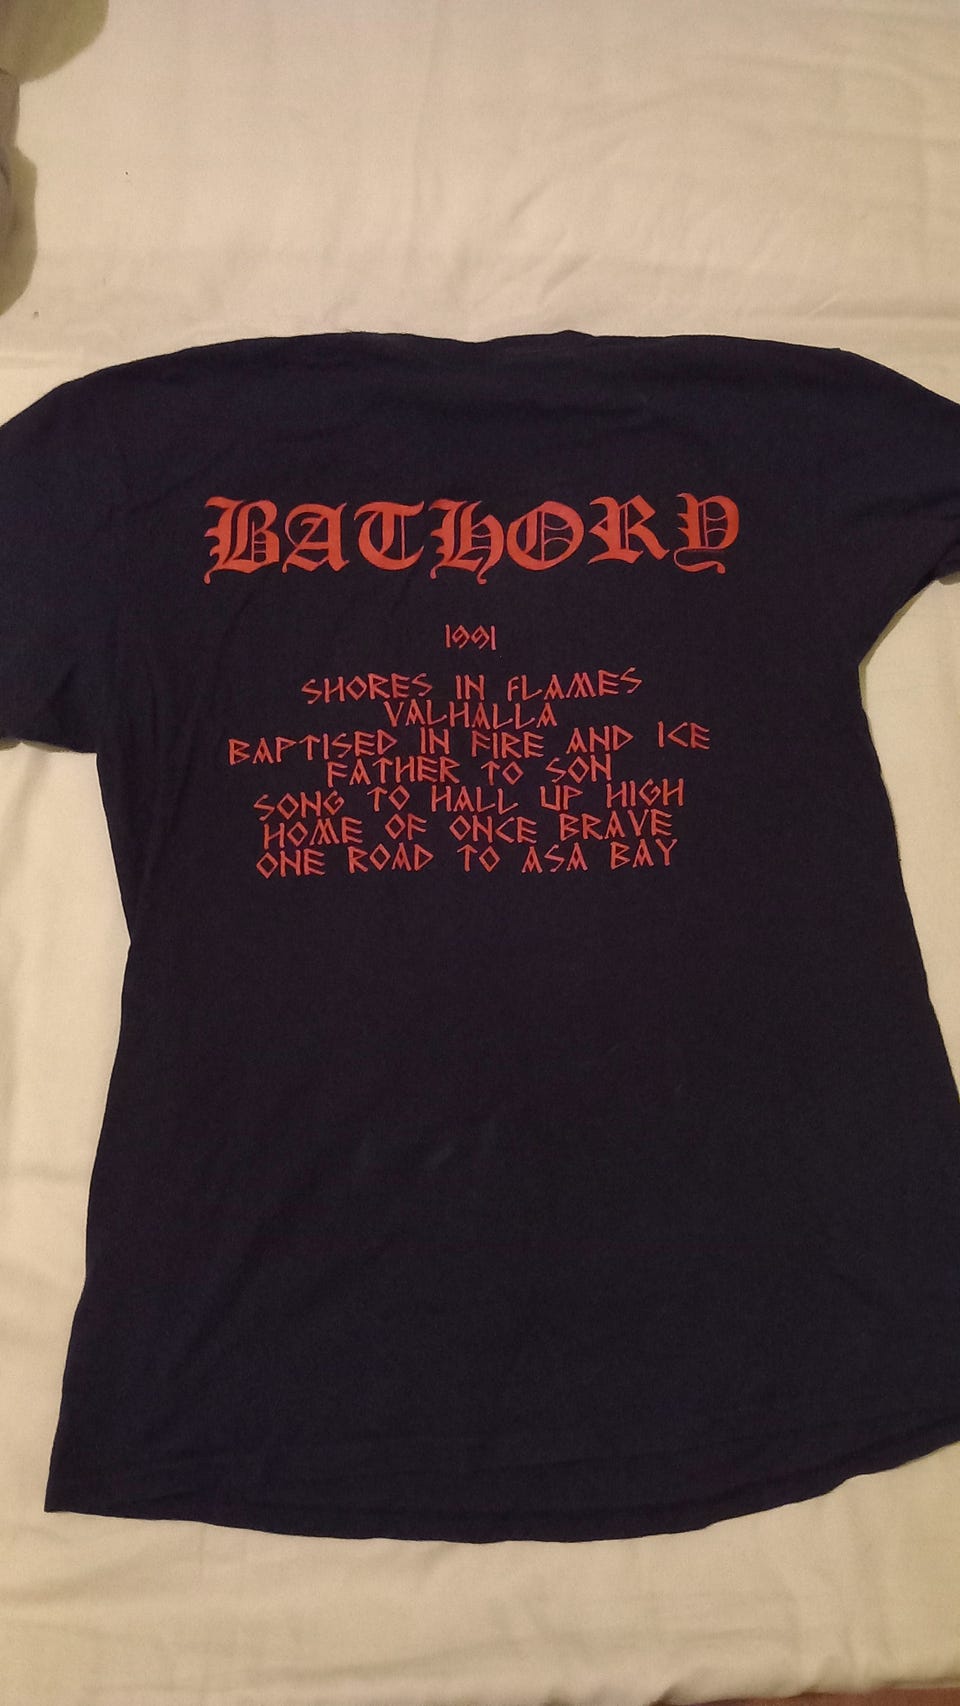 BATHORY
1991
SHORES IN FLAMES
VALHALLA
BAPTISED IN FIRE AND ICE
FATHER TO SON
SONG TO HALL UP HIGH
HOME OF ONCE BRAVE
ONE ROAD TO ASA BAY